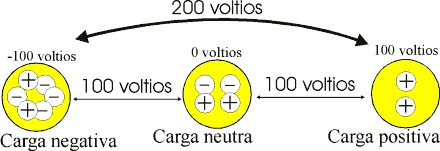 200 voltios
-100 voltios
0 voltios
100 voltios
100 voltios
100 voltios
+ - - + - + -
- - + +
+ +
Carga negativa
Carga neutra
Carga positiva